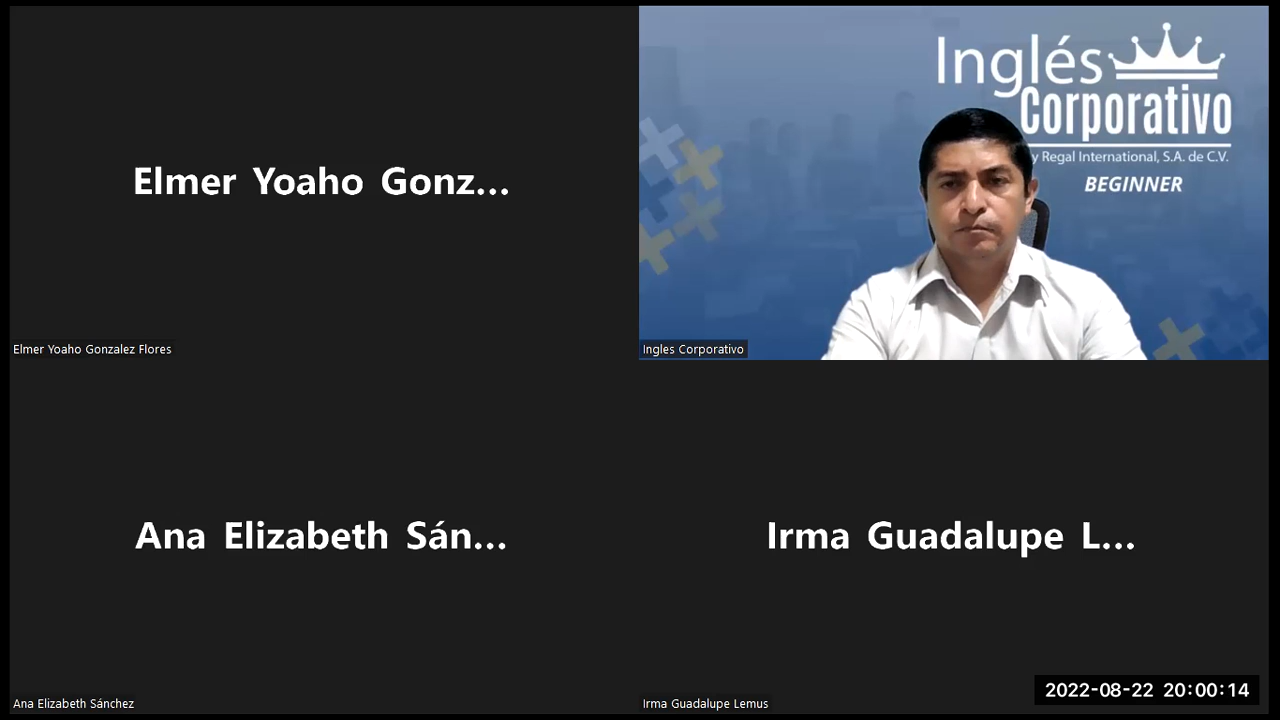 Elmer Yoaho Gonz...
Elmer Yoaho Gonzalez Flores
Inglés
Corporativo
y Regal International, S.A. de C.V.
BEGINNER
Ingles Corporativo
Ana Elizabeth Sán...
Ana Elizabeth Sánchez
Irma Guadalupe L...
Irma Guadalupe Lemus
2022-08-22 20:00:14